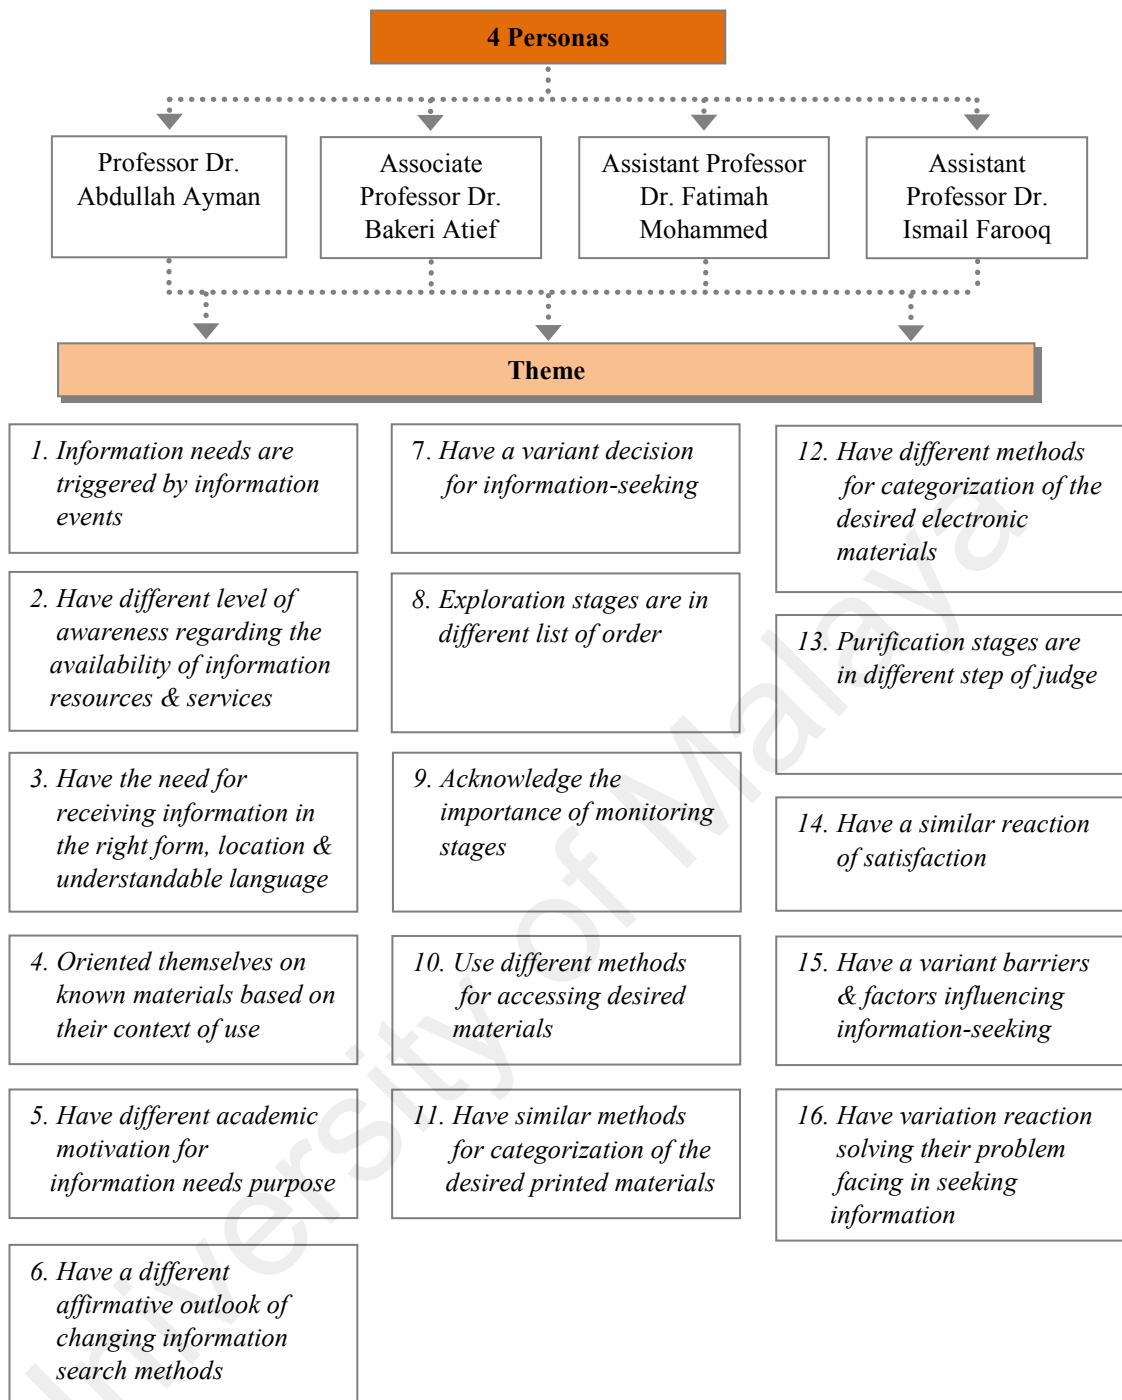 4 Personas
Professor Dr.
Abdullah Ayman
Associate
Professor Dr.
Bakeri Atief
Assistant Professor
Dr. Fatimah
Mohammed
Assistant
Professor Dr.
Ismail Farooq
Theme
1. Information needs are
triggered by information
events
2. Have different level of
awareness regarding the
availability of information
resources & services
3. Have the need for
receiving information in
the right form, location &
understandable language
4. Oriented themselves on
known materials based on
their context of use
5. Have different academic
motivation for
information needs purpose
6. Have a different
affirmative outlook of
changing information
search methods
7. Have a variant decision
for information-seeking
8. Exploration stages are in
different list of order
9. Acknowledge the
importance of monitoring
stages
10. Use different methods
for accessing desired
materials
11. Have similar methods
for categorization of the
desired printed materials
12. Have different methods
for categorization of the
desired electronic
materials
13. Purification stages are
in different step of judge
14. Have a similar reaction
of satisfaction
15. Have a variant barriers
& factors influencing
information-seeking
16. Have variation reaction
solving their problem
facing in seeking
information
University of Malaya